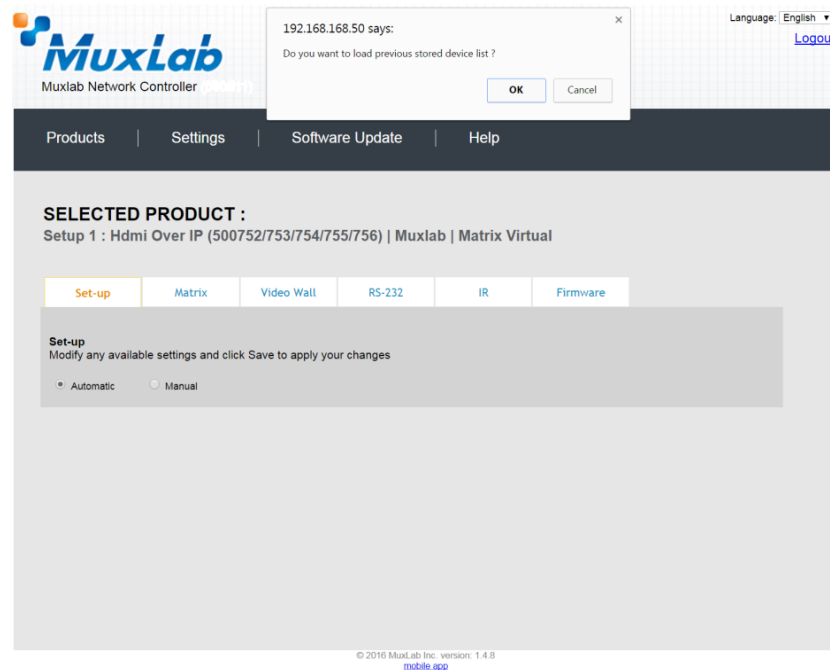 192.168.168.50 says:
Do you want to load previous stored device list ?
OK Cancel
Language: English
Logou
MuxLab
Muxlab Network Controller
Products | Settings | Software Update | Help
SELECTED PRODUCT :
Setup 1 : Hdmi Over IP (500752/753/754/755/756) | Muxlab | Matrix Virtual
Set-up Matrix Video Wall RS-232 IR Firmware
Set-up
Modify any available settings and click Save to apply your changes
Automatic Manual
© 2016 MuxLab Inc. version: 1.4.8
mobile app